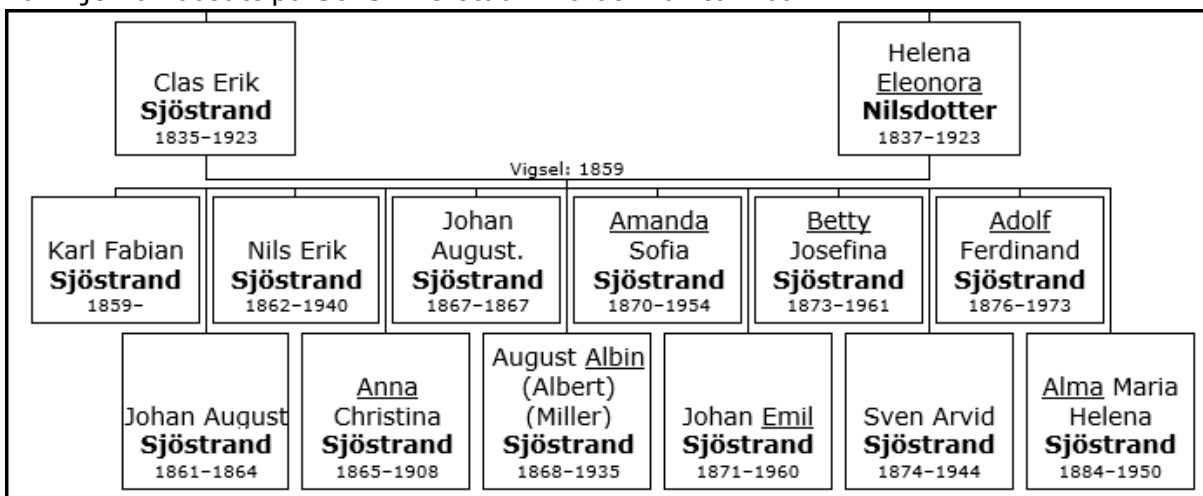 Clas Erik
Sjöstrand
1835–1923
Helena
Eleonora
Nilsdotter
1837–1923
Vigsel: 1859
Karl Fabian
Sjöstrand
1859–
Nils Erik
Sjöstrand
1862–1940
Johan
August.
Sjöstrand
1867–1867
Amanda
Sofia
Sjöstrand
1870–1954
Betty
Josefina
Sjöstrand
1873–1961
Adolf
Ferdinand
Sjöstrand
1876–1973
Johan August
Sjöstrand
1861–1864
Anna
Christina
Sjöstrand
1865–1908
August Albin
(Albert)
(Miller)
Sjöstrand
1868–1935
Johan Emil
Sjöstrand
1871–1960
Sven Arvid
Sjöstrand
1874–1944
Alma Maria
Helena
Sjöstrand
1884–1950